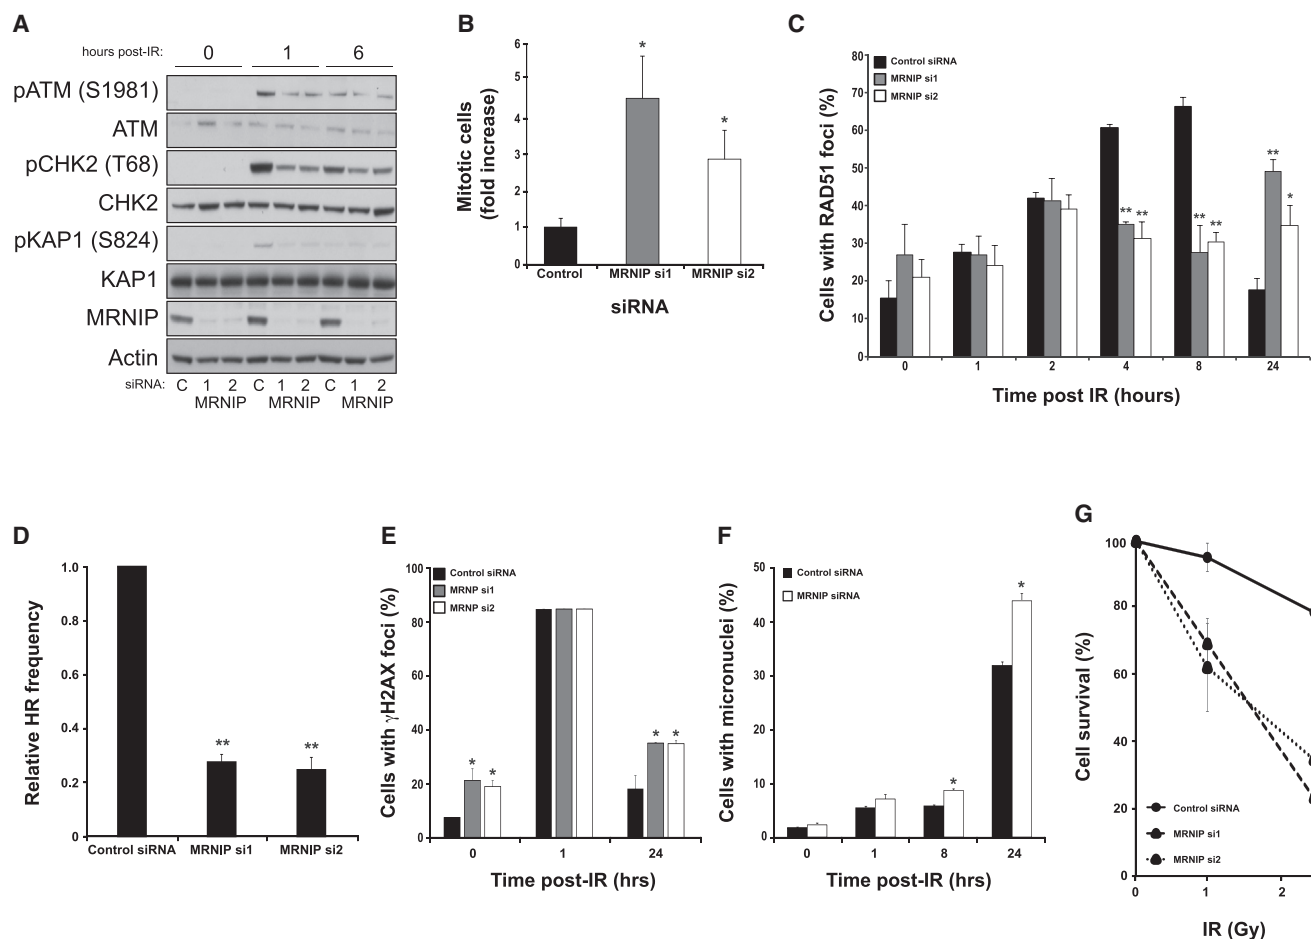 A
hours post-IR: 0 1 6
pATM (S1981)
ATM
pCHK2 (T68)
CHK2
pKAP1 (S824)
KAP1
MRNIP
Actin
siRNA: C 1 2 C 1 2 C 1 2
MRNIP MRNIP MRNIP
B
Mitotic cells
(fold increase)
6
5
4
3
2
1
0
* *
Control MRNIP si1 MRNIP si2
siRNA
C
Cells with RAD51 foci (%)
80
70
60
50
40
30
20
10
0
Control siRNA
MRNIP si1
MRNIP si2
** ** ** ** ** *
0 1 2 4 8 24
Time post IR (hours)
D
Relative HR frequency
1.0
0.8
0.6
0.4
0.2
0
** **
Control siRNA MRNIP si1 MRNIP si2
E
Cells with γH2AX foci (%)
100
80
60
40
20
0
Control siRNA
MRNP si1
MRNP si2
* * * *
0 1 24
Time post-IR (hrs)
F
Cells with micronuclei (%)
50
40
30
20
10
0
Control siRNA
MRNIP siRNA
* *
0 1 8 24
Time post-IR (hrs)
G
Cell survival (%)
100
80
60
40
20
0
Control siRNA
MRNIP si1
MRNIP si2
0 1 2
IR (Gy)